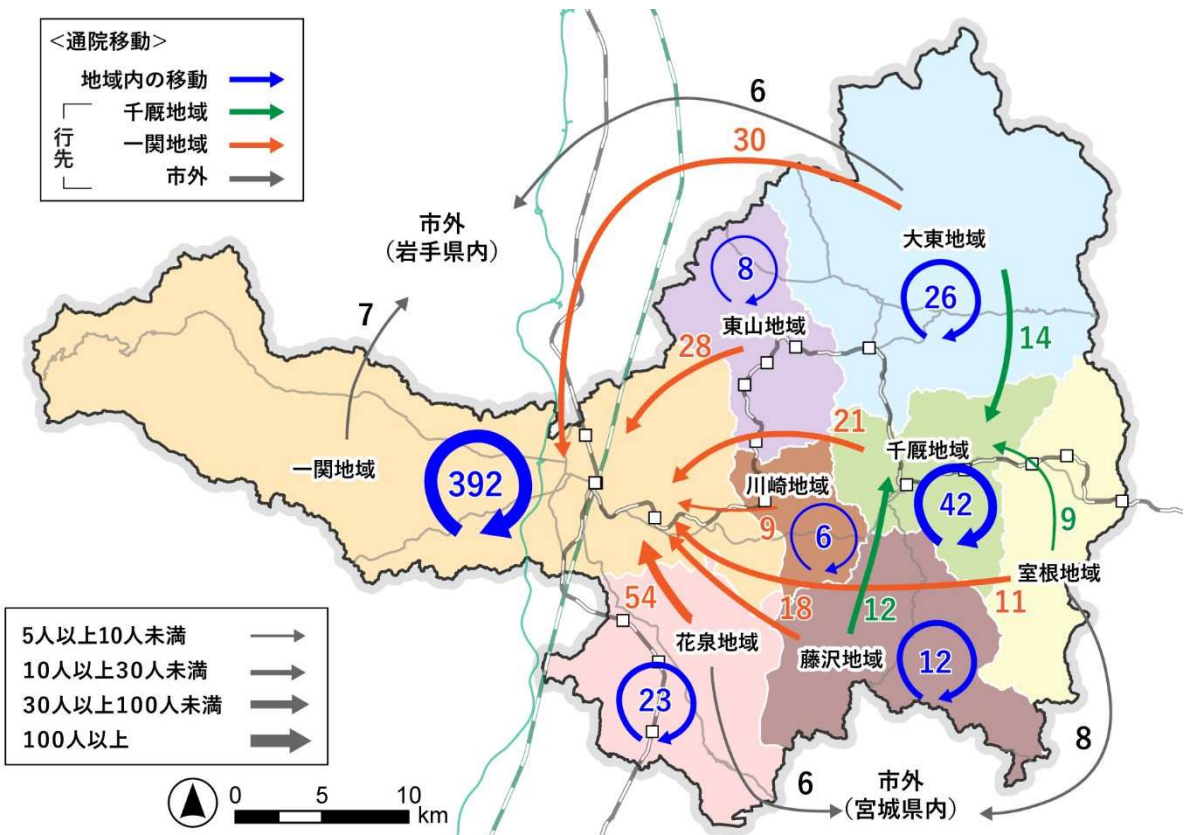 <通院移動>
地域内の移動
行先
千厩地域
一関地域
市外
6
30
市外
(岩手県内)
大東地域
8
26
7
東山地域
28
14
21
千厩地域
一関地域
392
川崎地域
42
9
6
9
室根地域
54
18
12
11
花泉地域
藤沢地域
12
23
8
5人以上10人未満
10人以上30人未満
30人以上100人未満
100人以上
6
市外
(宮城県内)
0 5 10
km